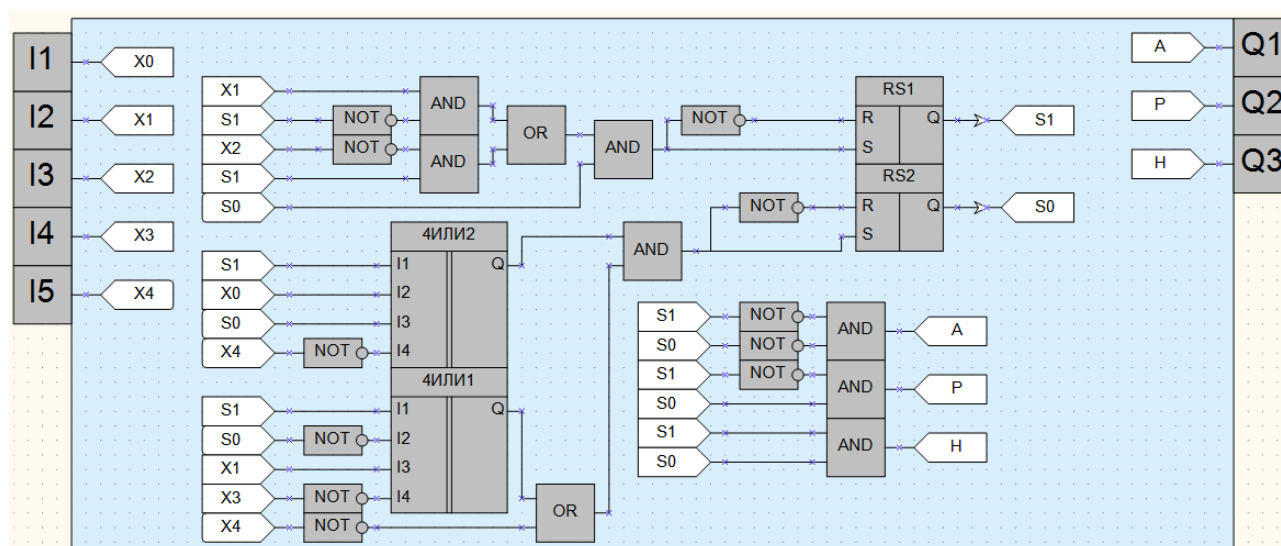 I1 X0
I2 X1
I3 X2
I4 X3
I5 X4
X1
S1 NOT
X2 NOT
S1
S0
AND
AND
OR
AND
NOT
RS1
R Q
S
S1
RS2
NOT
R Q
S
S0
A Q1
P Q2
H Q3
4ИЛИ2
S1 I1 Q
X0 I2
S0 I3
X4 NOT I4
AND
4ИЛИ1
S1 I1 Q
S0 NOT I2
X1 I3
X3 NOT I4
X4 NOT
OR
S1 NOT
S0 NOT
AND A
S1 NOT
S0
AND P
S1
S0
AND H